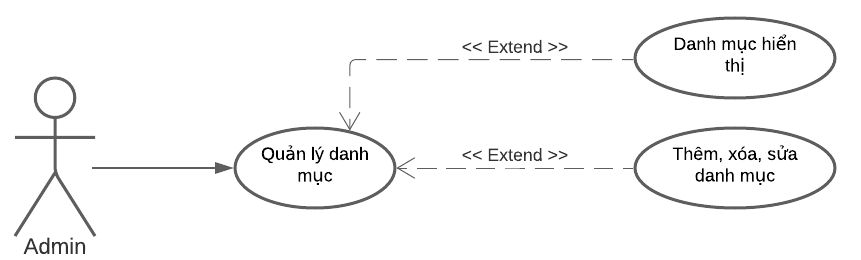 << Extend >>
Danh mục hiển
thị
Quản lý danh
mục
<< Extend >>
Thêm, xóa, sửa
danh mục
Admin